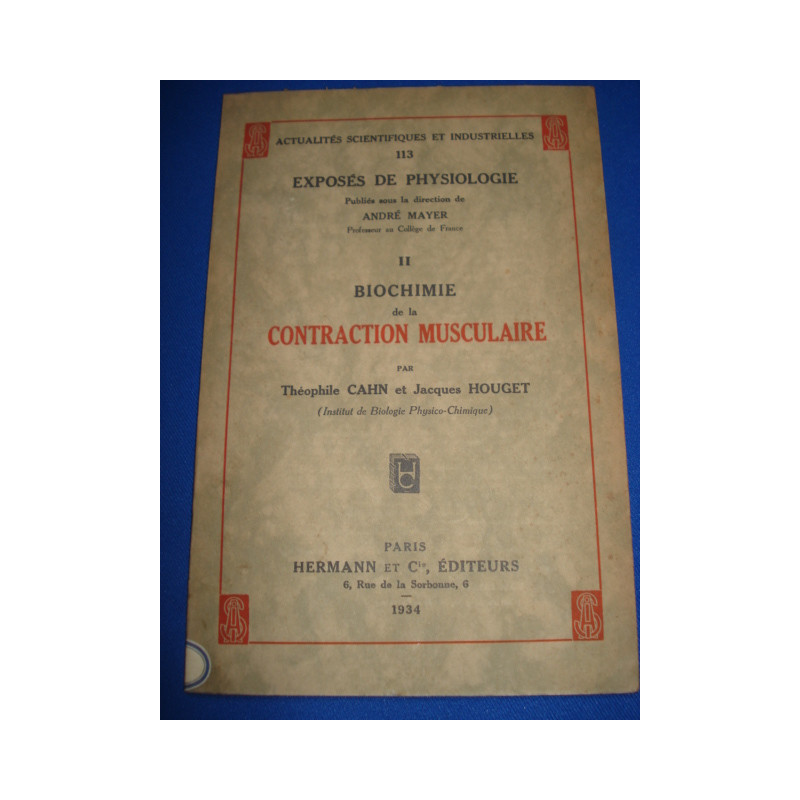 ACTUALITÉS SCIENTIFIQUES ET INDUSTRIELLES
113
EXPOSÉS DE PHYSIOLOGIE
Publiés sous la direction de
ANDRÉ MAYER
Professeur au Collège de France
II
BIOCHIMIE
de la
CONTRACTION MUSCULAIRE
PAR
Théophile CAHN et Jacques HOUGET
(Institut de Biologie Physico-Chimique)
PARIS
HERMANN ET Cie, ÉDITEURS
6, Rue de la Sorbonne, 6
1934